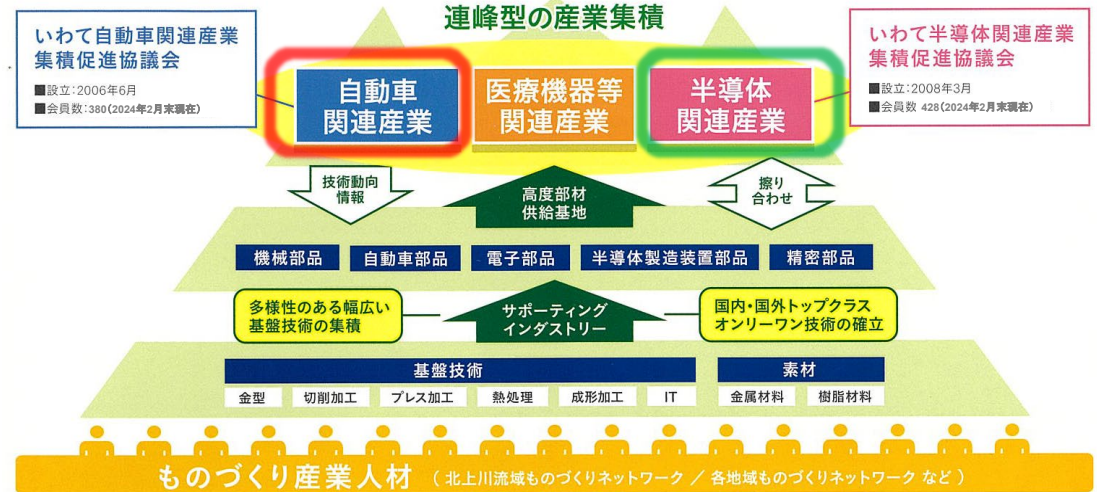 連峰型の産業集積
いわて自動車関連産業
集積促進協議会
■設立:2006年6月
■会員数:380(2024年2月末現在)
自動車
関連産業
医療機器等
関連産業
半導体
関連産業
いわて半導体関連産業
集積促進協議会
■設立:2008年3月
■会員数 428(2024年2月末現在)
技術動向
情報
高度部材
供給基地
擦り
合わせ
機械部品
自動車部品
電子部品
半導体製造装置部品
精密部品
多様性のある幅広い
基盤技術の集積
サポーティング
インダストリー
国内・国外トップクラス
オンリーワン技術の確立
基盤技術
素材
金型
切削加工
プレス加工
熱処理
成形加工
IT
金属材料
樹脂材料
ものづくり産業人材 (北上川流域ものづくりネットワーク / 各地域ものづくりネットワーク など)